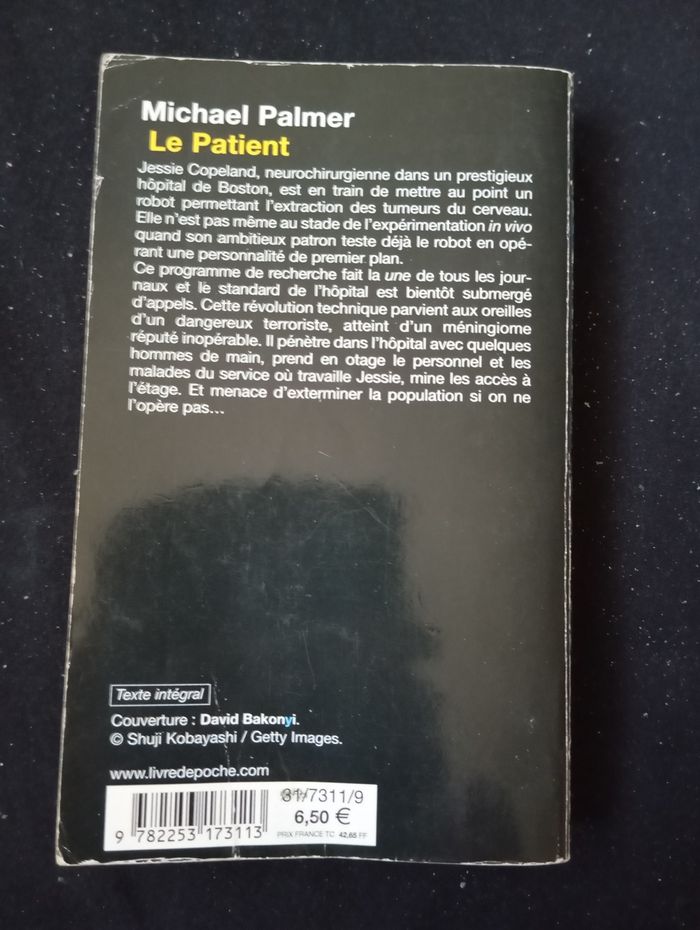 Michael Palmer
Le Patient
Jessie Copeland, neurochirurgienne dans un prestigieux
hôpital de Boston, est en train de mettre au point un
robot permettant l'extraction des tumeurs du cerveau.
Elle n'est pas même au stade de l'expérimentation in vivo
quand son ambitieux patron teste déjà le robot en opé-
rant une personnalité de premier plan.
Ce programme de recherche fait la une de tous les jour-
naux et le standard de l'hôpital est bientôt submergé
d'appels. Cette révolution technique parvient aux oreilles
d'un dangereux terroriste, atteint d'un méningiome
réputé inopérable. Il pénètre dans l'hôpital avec quelques
hommes de main, prend en otage le personnel et les
malades du service où travaille Jessie, mine les accès à
l'étage. Et menace d'exterminer la population si on ne
l'opère pas...
Texte intégral
Couverture : David Bakonyi.
© Shuji Kobayashi / Getty Images.
www.livredepoche.com
31/7311/9
6,50 €
PRIX FRANCE TC 42,65 FF
9 782253 173113